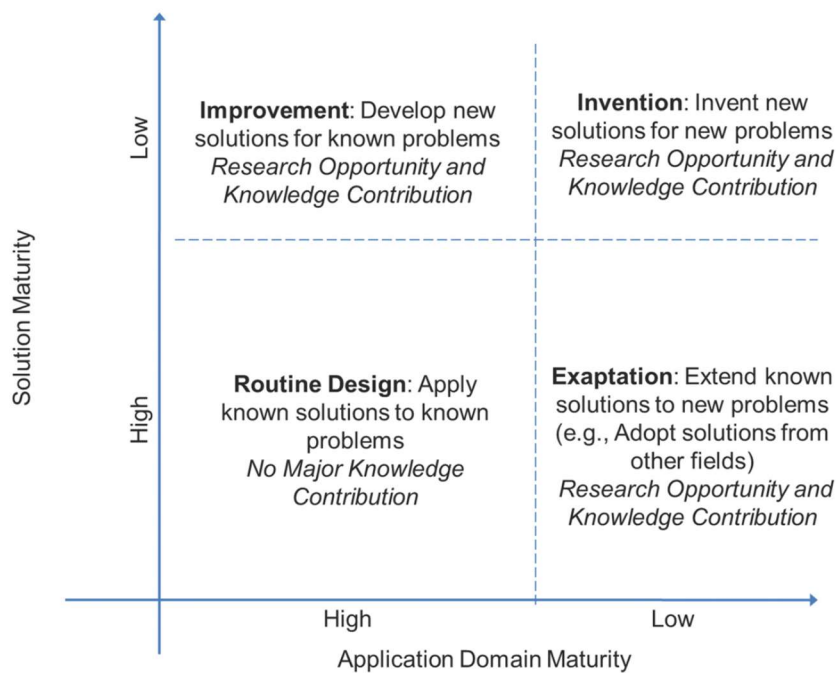 Improvement: Develop new
solutions for known problems
Research Opportunity and
Knowledge Contribution
Invention: Invent new
solutions for new problems
Research Opportunity and
Knowledge Contribution
Low
Solution Maturity
High
Routine Design: Apply
known solutions to known
problems
No Major Knowledge
Contribution
Exaptation: Extend known
solutions to new problems
(e.g., Adopt solutions from
other fields)
Research Opportunity and
Knowledge Contribution
High
Low
Application Domain Maturity